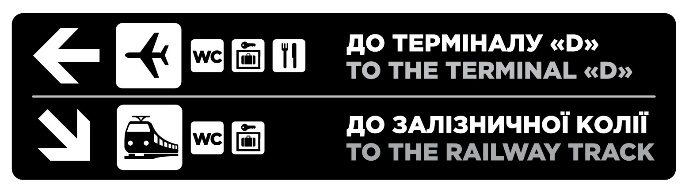 WC
ДО ТЕРМІНАЛУ «D»
TO THE TERMINAL «D»
WC
ДО ЗАЛІЗНИЧНОЇ КОЛІЇ
TO THE RAILWAY TRACK